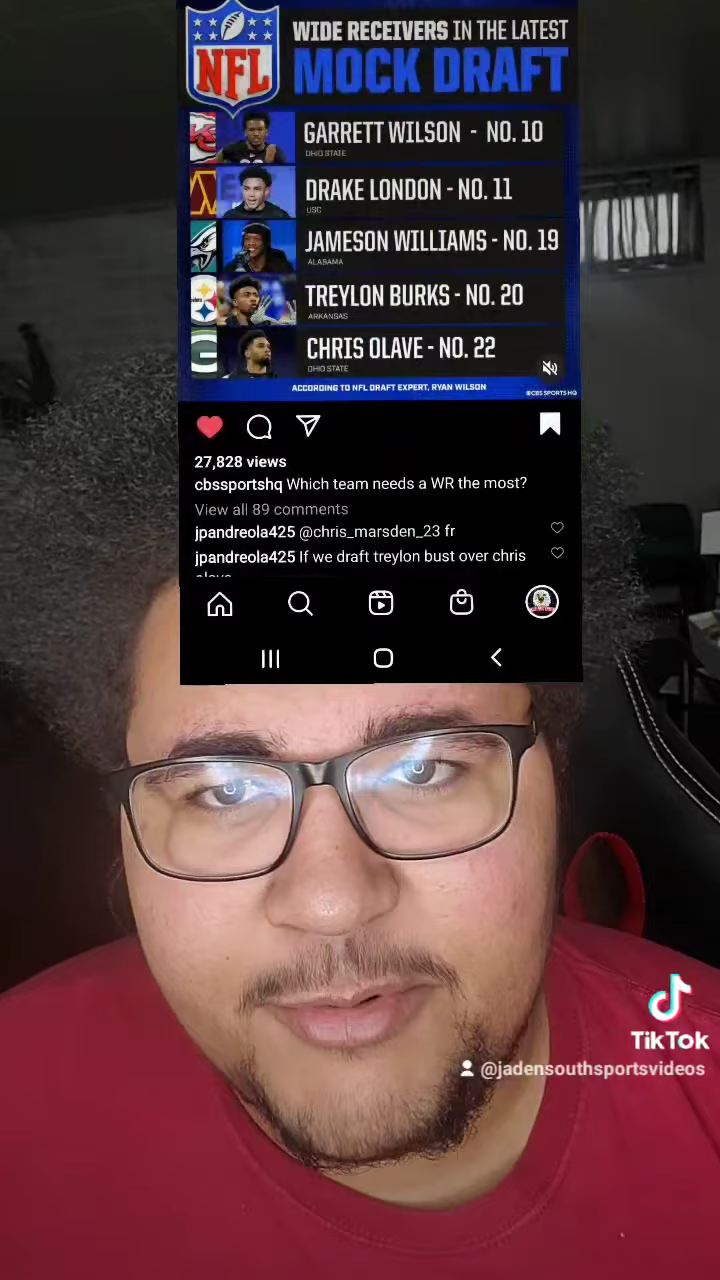 NFL
WIDE RECEIVERS IN THE LATEST
MOCK DRAFT
GARRETT WILSON - NO. 10
OHIO STATE
DRAKE LONDON - NO. 11
USC
JAMESON WILLIAMS - NO. 19
ALABAMA
TREYLON BURKS - NO. 20
ARKANSAS
CHRIS OLAVE - NO. 22
OHIO STATE
ACCORDING TO NFL DRAFT EXPERT, RYAN WILSON
@CBS SPORTS HQ
27,828 views
cbssportshq Which team needs a WR the most?
View all 89 comments
jpandreola425 @chris_marsden_23 fr
jpandreola425 If we draft treylon bust over chris
TikTok
@jadensouthsportsvideos